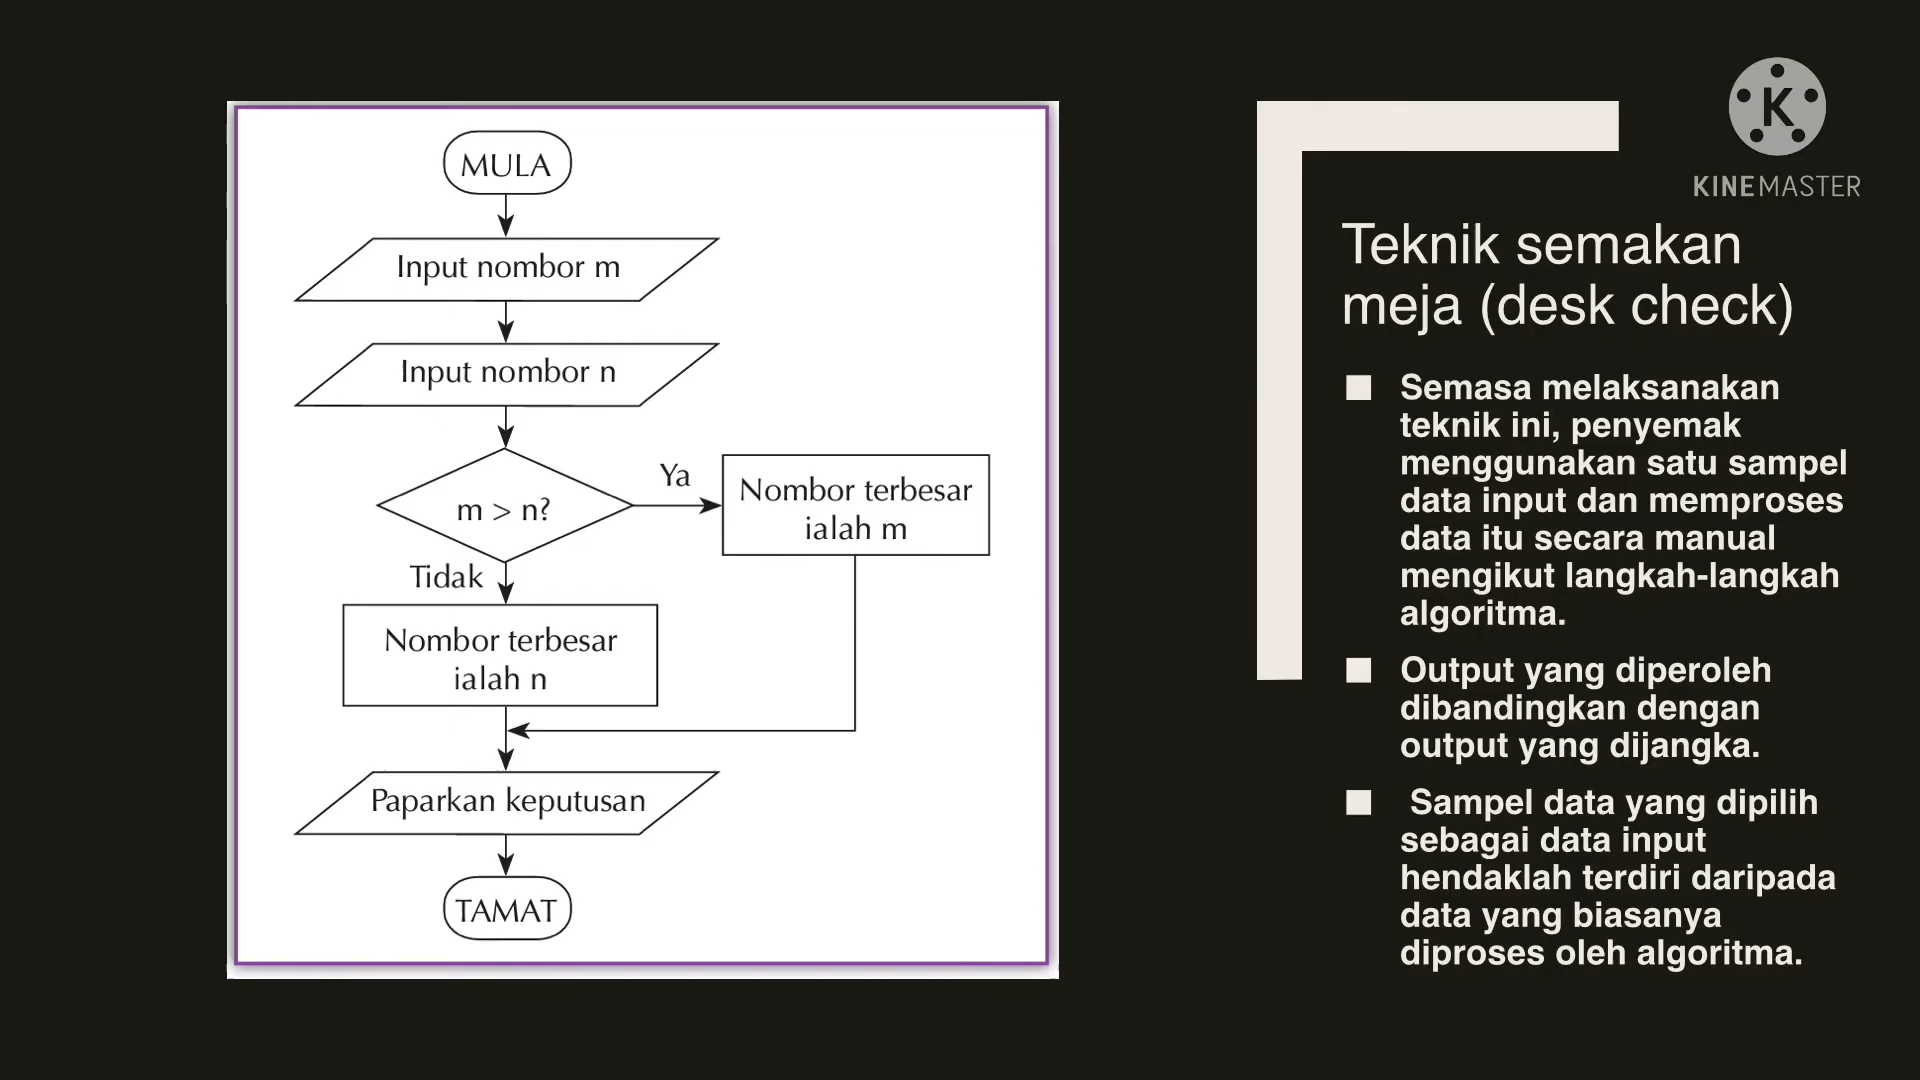 MULA
Input nombor m
Input nombor n
m > n?
Ya
Nombor terbesar
ialah m
Tidak
Nombor terbesar
ialah n
Paparkan keputusan
TAMAT
K
KINEMASTER
Teknik semakan
meja (desk check)
Semasa melaksanakan
teknik ini, penyemak
menggunakan satu sampel
data input dan memproses
data itu secara manual
mengikut langkah-langkah
algoritma.
Output yang diperoleh
dibandingkan dengan
output yang dijangka.
Sampel data yang dipilih
sebagai data input
hendaklah terdiri daripada
data yang biasanya
diproses oleh algoritma.